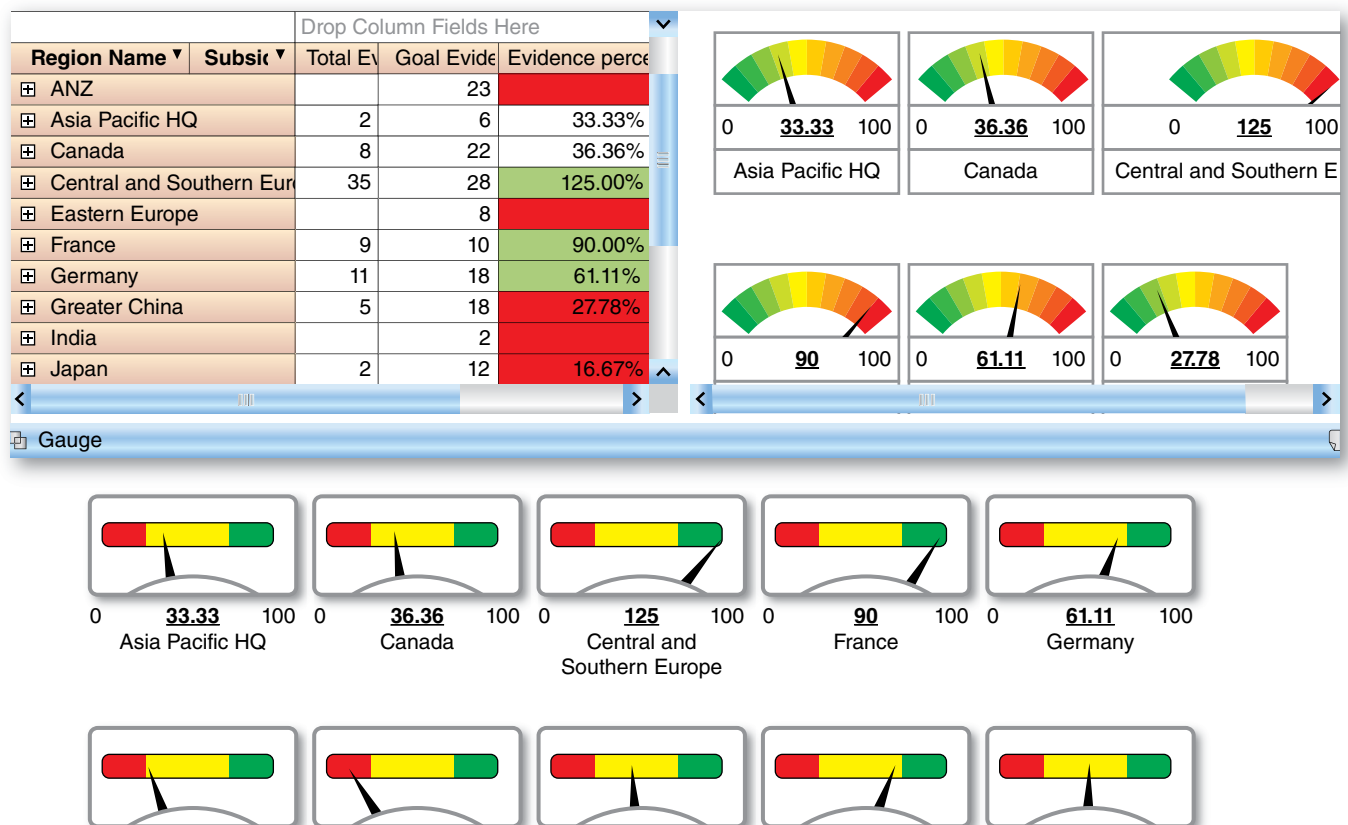 Drop Column Fields Here
Region Name Subsic Total Ev Goal Evide Evidence perce
ANZ 23
Asia Pacific HQ 2 6 33.33%
Canada 8 22 36.36%
Central and Southern Euro 35 28 125.00%
Eastern Europe 8
France 9 10 90.00%
Germany 11 18 61.11%
Greater China 5 18 27.78%
India 2
Japan 2 12 16.67%
0 33.33 100 0 36.36 100 0 125 100
Asia Pacific HQ Canada Central and Southern E
0 90 100 0 61.11 100 0 27.78 100
Gauge
0 33.33 100 0 36.36 100 0 125 100 0 90 100 0 61.11 100
Asia Pacific HQ Canada Central and France Germany
Southern Europe